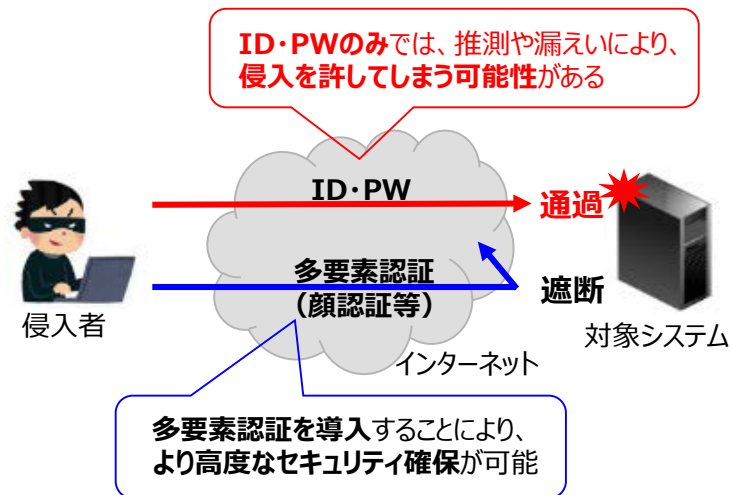 ID・PWのみでは、推測や漏えいにより、
侵入を許してしまう可能性がある
ID・PW
通過
多要素認証
（顔認証等）
遮断
侵入者
対象システム
インターネット
多要素認証を導入することにより、
より高度なセキュリティ確保が可能